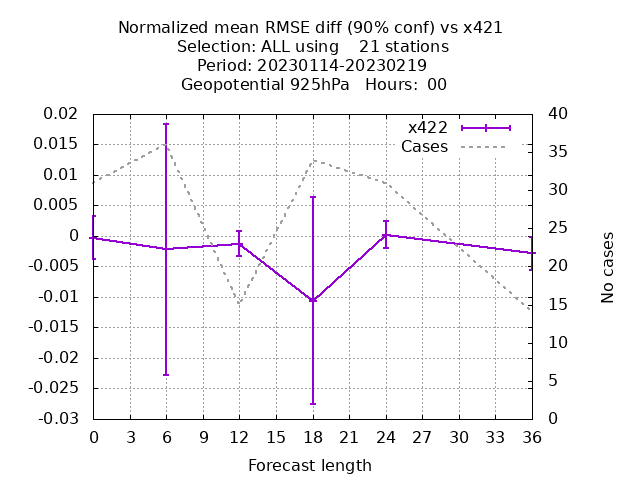 Normalized mean RMSE diff (90% conf) vs x421
Selection: ALL using    21 stations
Period: 20230114-20230219
Geopotential 925hPa   Hours:  00
x422
Cases
0.02
0.015
0.01
0.005
0
-0.005
-0.01
-0.015
-0.02
-0.025
-0.03
40
35
30
25
20
15
10
5
0
No cases
0 3 6 9 12 15 18 21 24 27 30 33 36
Forecast length